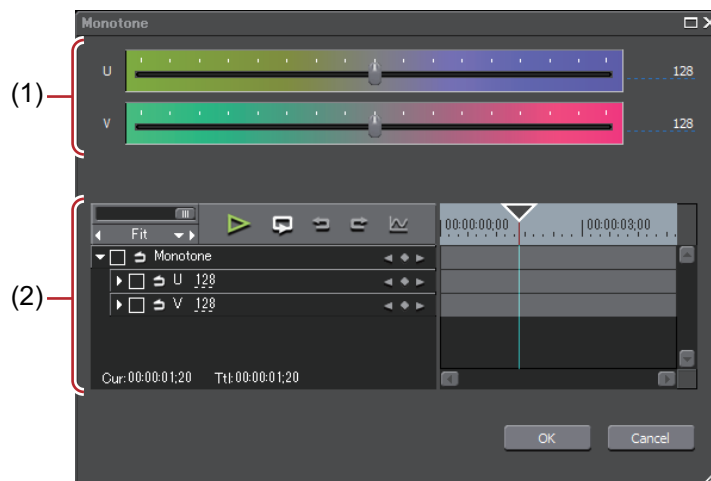 Monotone
(1)
U 128
V 128
(2)
Fit
00:00:00;00 00:00:03;00
Monotone
U 128
V 128
Cur:00:00:01;20 Ttl:00:00:01;20
OK Cancel